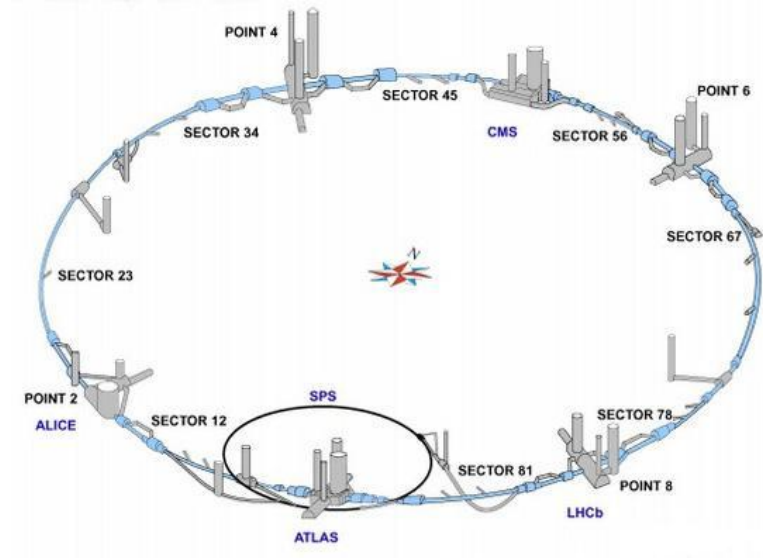 POINT 4
SECTOR 45
POINT 6
SECTOR 34
CMS
SECTOR 56
SECTOR 67
N
SECTOR 23
POINT 2
ALICE
SPS
SECTOR 12
SECTOR 78
SECTOR 81
POINT 8
LHCb
ATLAS